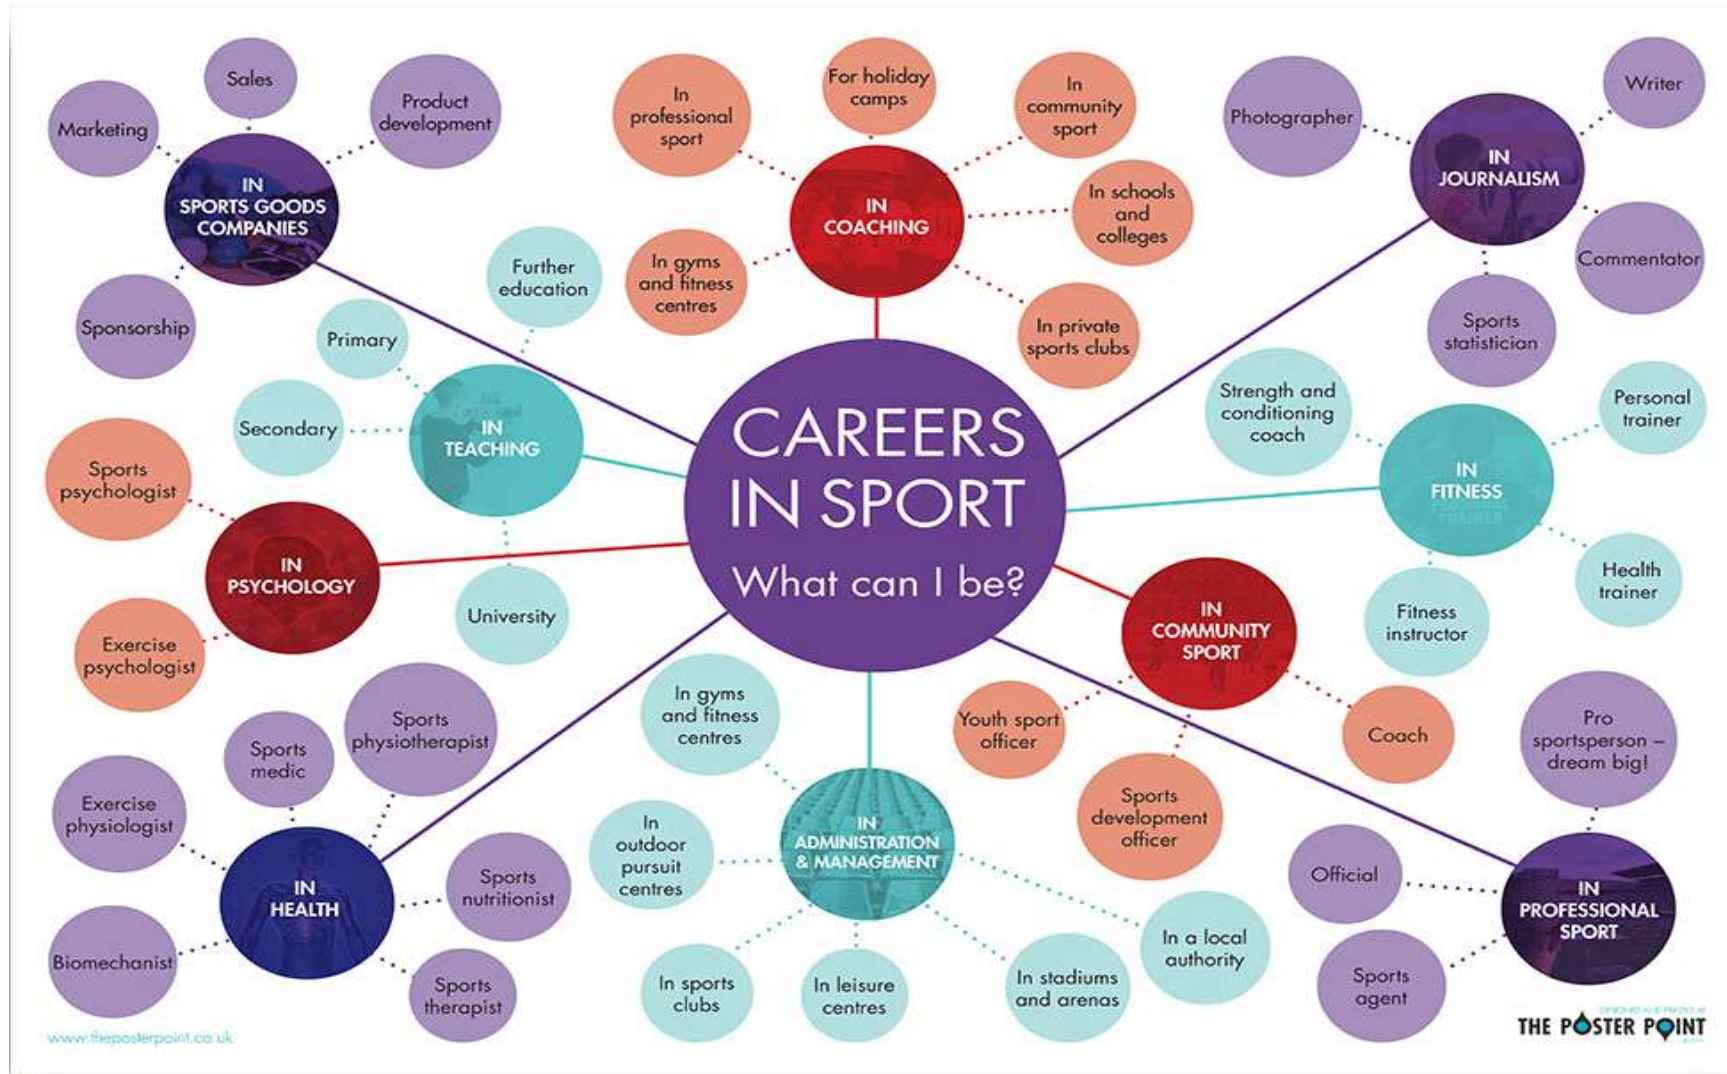 CAREERS
IN SPORT
What can I be?
IN
SPORTS GOODS
COMPANIES
Marketing
Sales
Product
development
Sponsorship
IN
TEACHING
Further
education
Primary
Secondary
University
IN
PSYCHOLOGY
Sports
psychologist
Exercise
psychologist
IN
HEALTH
Sports
physiotherapist
Sports
medic
Exercise
physiologist
Biomechanist
Sports
nutritionist
Sports
therapist
IN
COACHING
In
professional
sport
For holiday
camps
In
community
sport
In schools
and
colleges
In gyms
and fitness
centres
In private
sports clubs
IN
JOURNALISM
Photographer
Writer
Commentator
Sports
statistician
IN
FITNESS
TRAINER
Strength and
conditioning
coach
Personal
trainer
Health
trainer
Fitness
instructor
IN
COMMUNITY
SPORT
Youth sport
officer
Sports
development
officer
Coach
IN
ADMINISTRATION
& MANAGEMENT
In gyms
and fitness
centres
In
outdoor
pursuit
centres
In sports
clubs
In leisure
centres
In stadiums
and arenas
In a local
authority
IN
PROFESSIONAL
SPORT
Pro
sportsperson –
dream big!
Official
Sports
agent
www.theposterpoint.co.uk
THE POSTER POINT